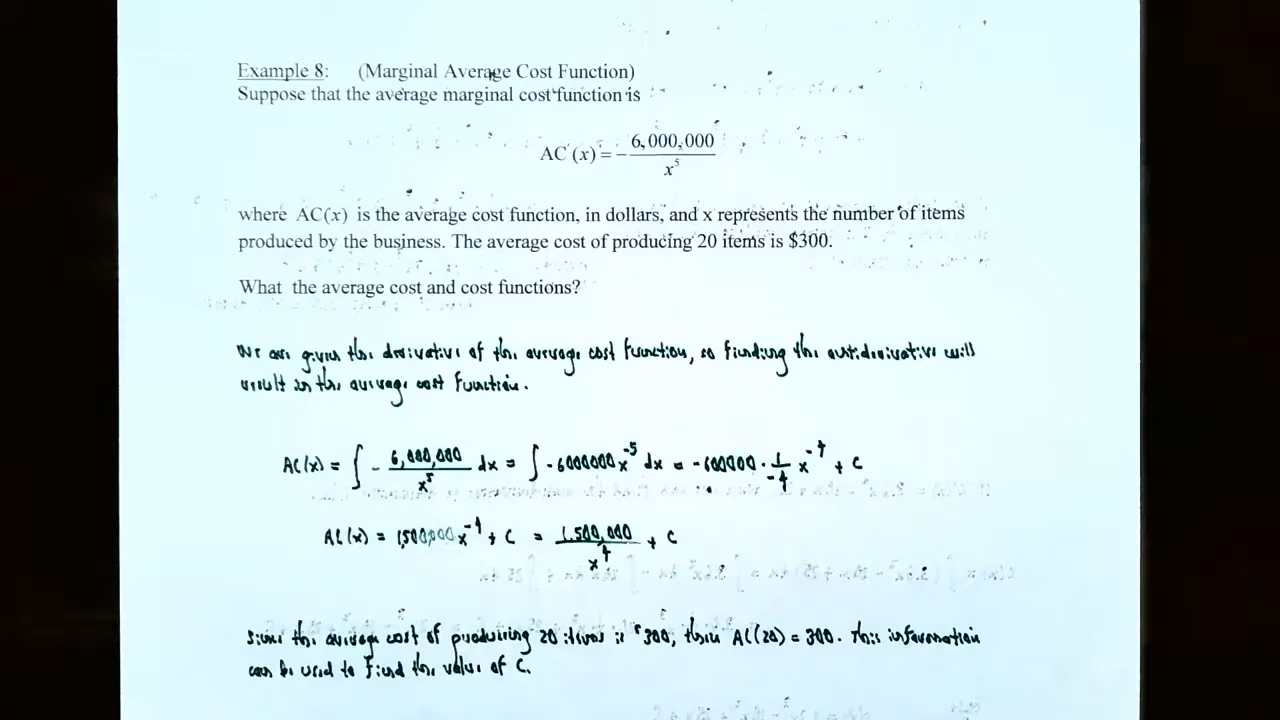 Example 8: (Marginal Average Cost Function)
Suppose that the average marginal cost function is
AC'(x) = - 6,000,000 / x⁵
where AC(x) is the average cost function, in dollars, and x represents the number of items
produced by the business. The average cost of producing 20 items is $300.
What the average cost and cost functions?
We are given the derivative of the average cost function, so finding the antiderivative will
result in the average cost function.
AC(x) = ∫ - 6,000,000 / x⁵ dx = ∫ -6000000x⁻⁵ dx = -600000 · 1/-4 x⁻⁴ + C
AC(x) = 1,500,000x⁻⁴ + C = 1,500,000 / x⁴ + C
Since the average cost of producing 20 items is $300, then AC(20) = 300. This information
can be used to find the value of C.